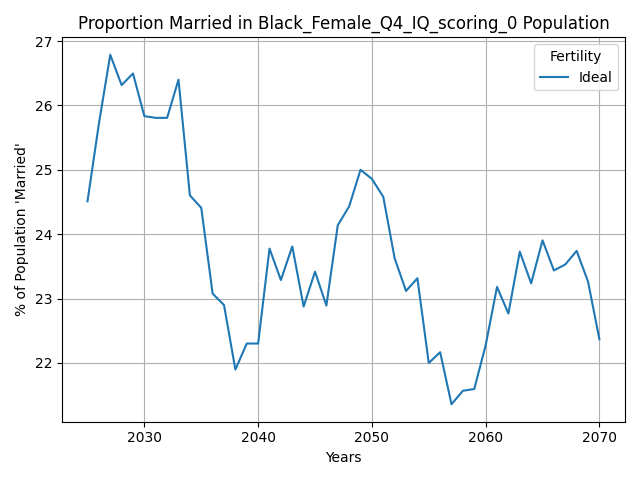 Proportion Married in Black_Female_Q4_IQ_scoring_0 Population
Fertility
Ideal
% of Population 'Married'
27
26
25
24
23
22
2030 2040 2050 2060 2070
Years